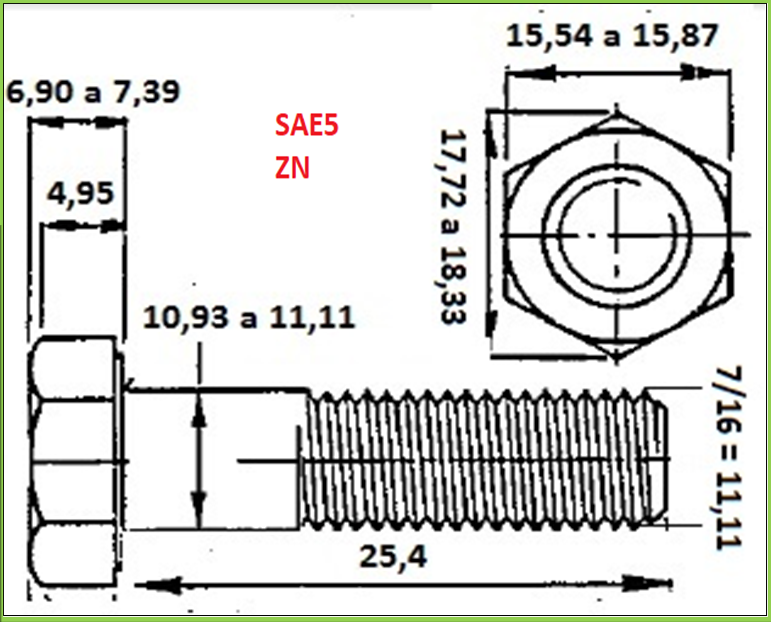 15,54 a 15,87
6,90 a 7,39
SAE5
ZN
4,95
17,72 a 18,33
10,93 a 11,11
7/16 = 11,11
25,4